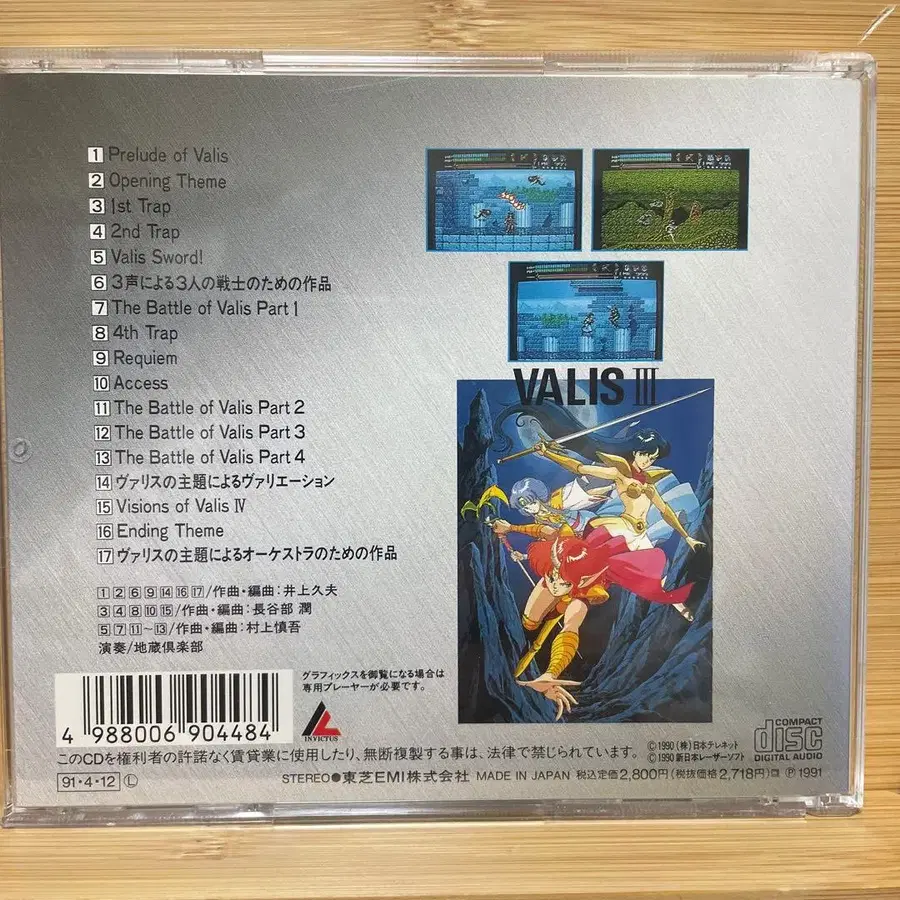 1 Prelude of Valis
2 Opening Theme
3 1st Trap
4 2nd Trap
5 Valis Sword!
6 3声による3人の戦士のための作品
7 The Battle of Valis Part 1
8 4th Trap
9 Requiem
10 Access
11 The Battle of Valis Part 2
12 The Battle of Valis Part 3
13 The Battle of Valis Part 4
14 ヴァリスの主題によるヴァリエーション
15 Visions of Valis Ⅳ
16 Ending Theme
17 ヴァリスの主題によるオーケストラのための作品
1 2 6 9 14 16 17/作曲・編曲:井上久夫
3 4 8 10 15/作曲・編曲:長谷部 潤
5 7 11~13/作曲・編曲:村上慎吾
演奏/地蔵倶楽部
VALIS Ⅲ
グラフィックスを御覧になる場合は
専用プレーヤーが必要です。
INVICTUS
4 988006 904484
このCDを権利者の許諾なく賃貸業に使用したり、無断複製する事は、法律で禁じられています。
Ⓒ1990(株)日本テレネット
Ⓒ1990新日本レーザーソフト
COMPACT
disc
DIGITAL AUDIO
91・4・12 Ⓛ
STEREO●東芝EMI株式会社 MADE IN JAPAN 税込定価2,800円(税抜価格2,718円) Ⓟ1991